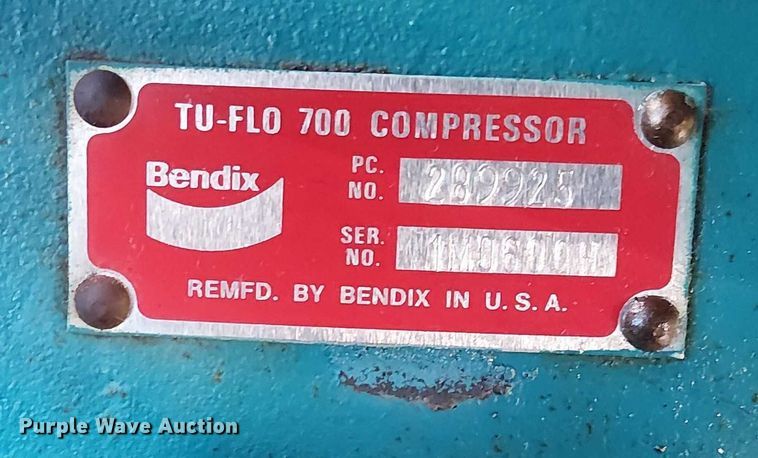 TU-FLO 700 COMPRESSOR
Bendix
PC. NO. 289925
SER. NO.
REMFD. BY BENDIX IN U.S.A.
Purple Wave Auction